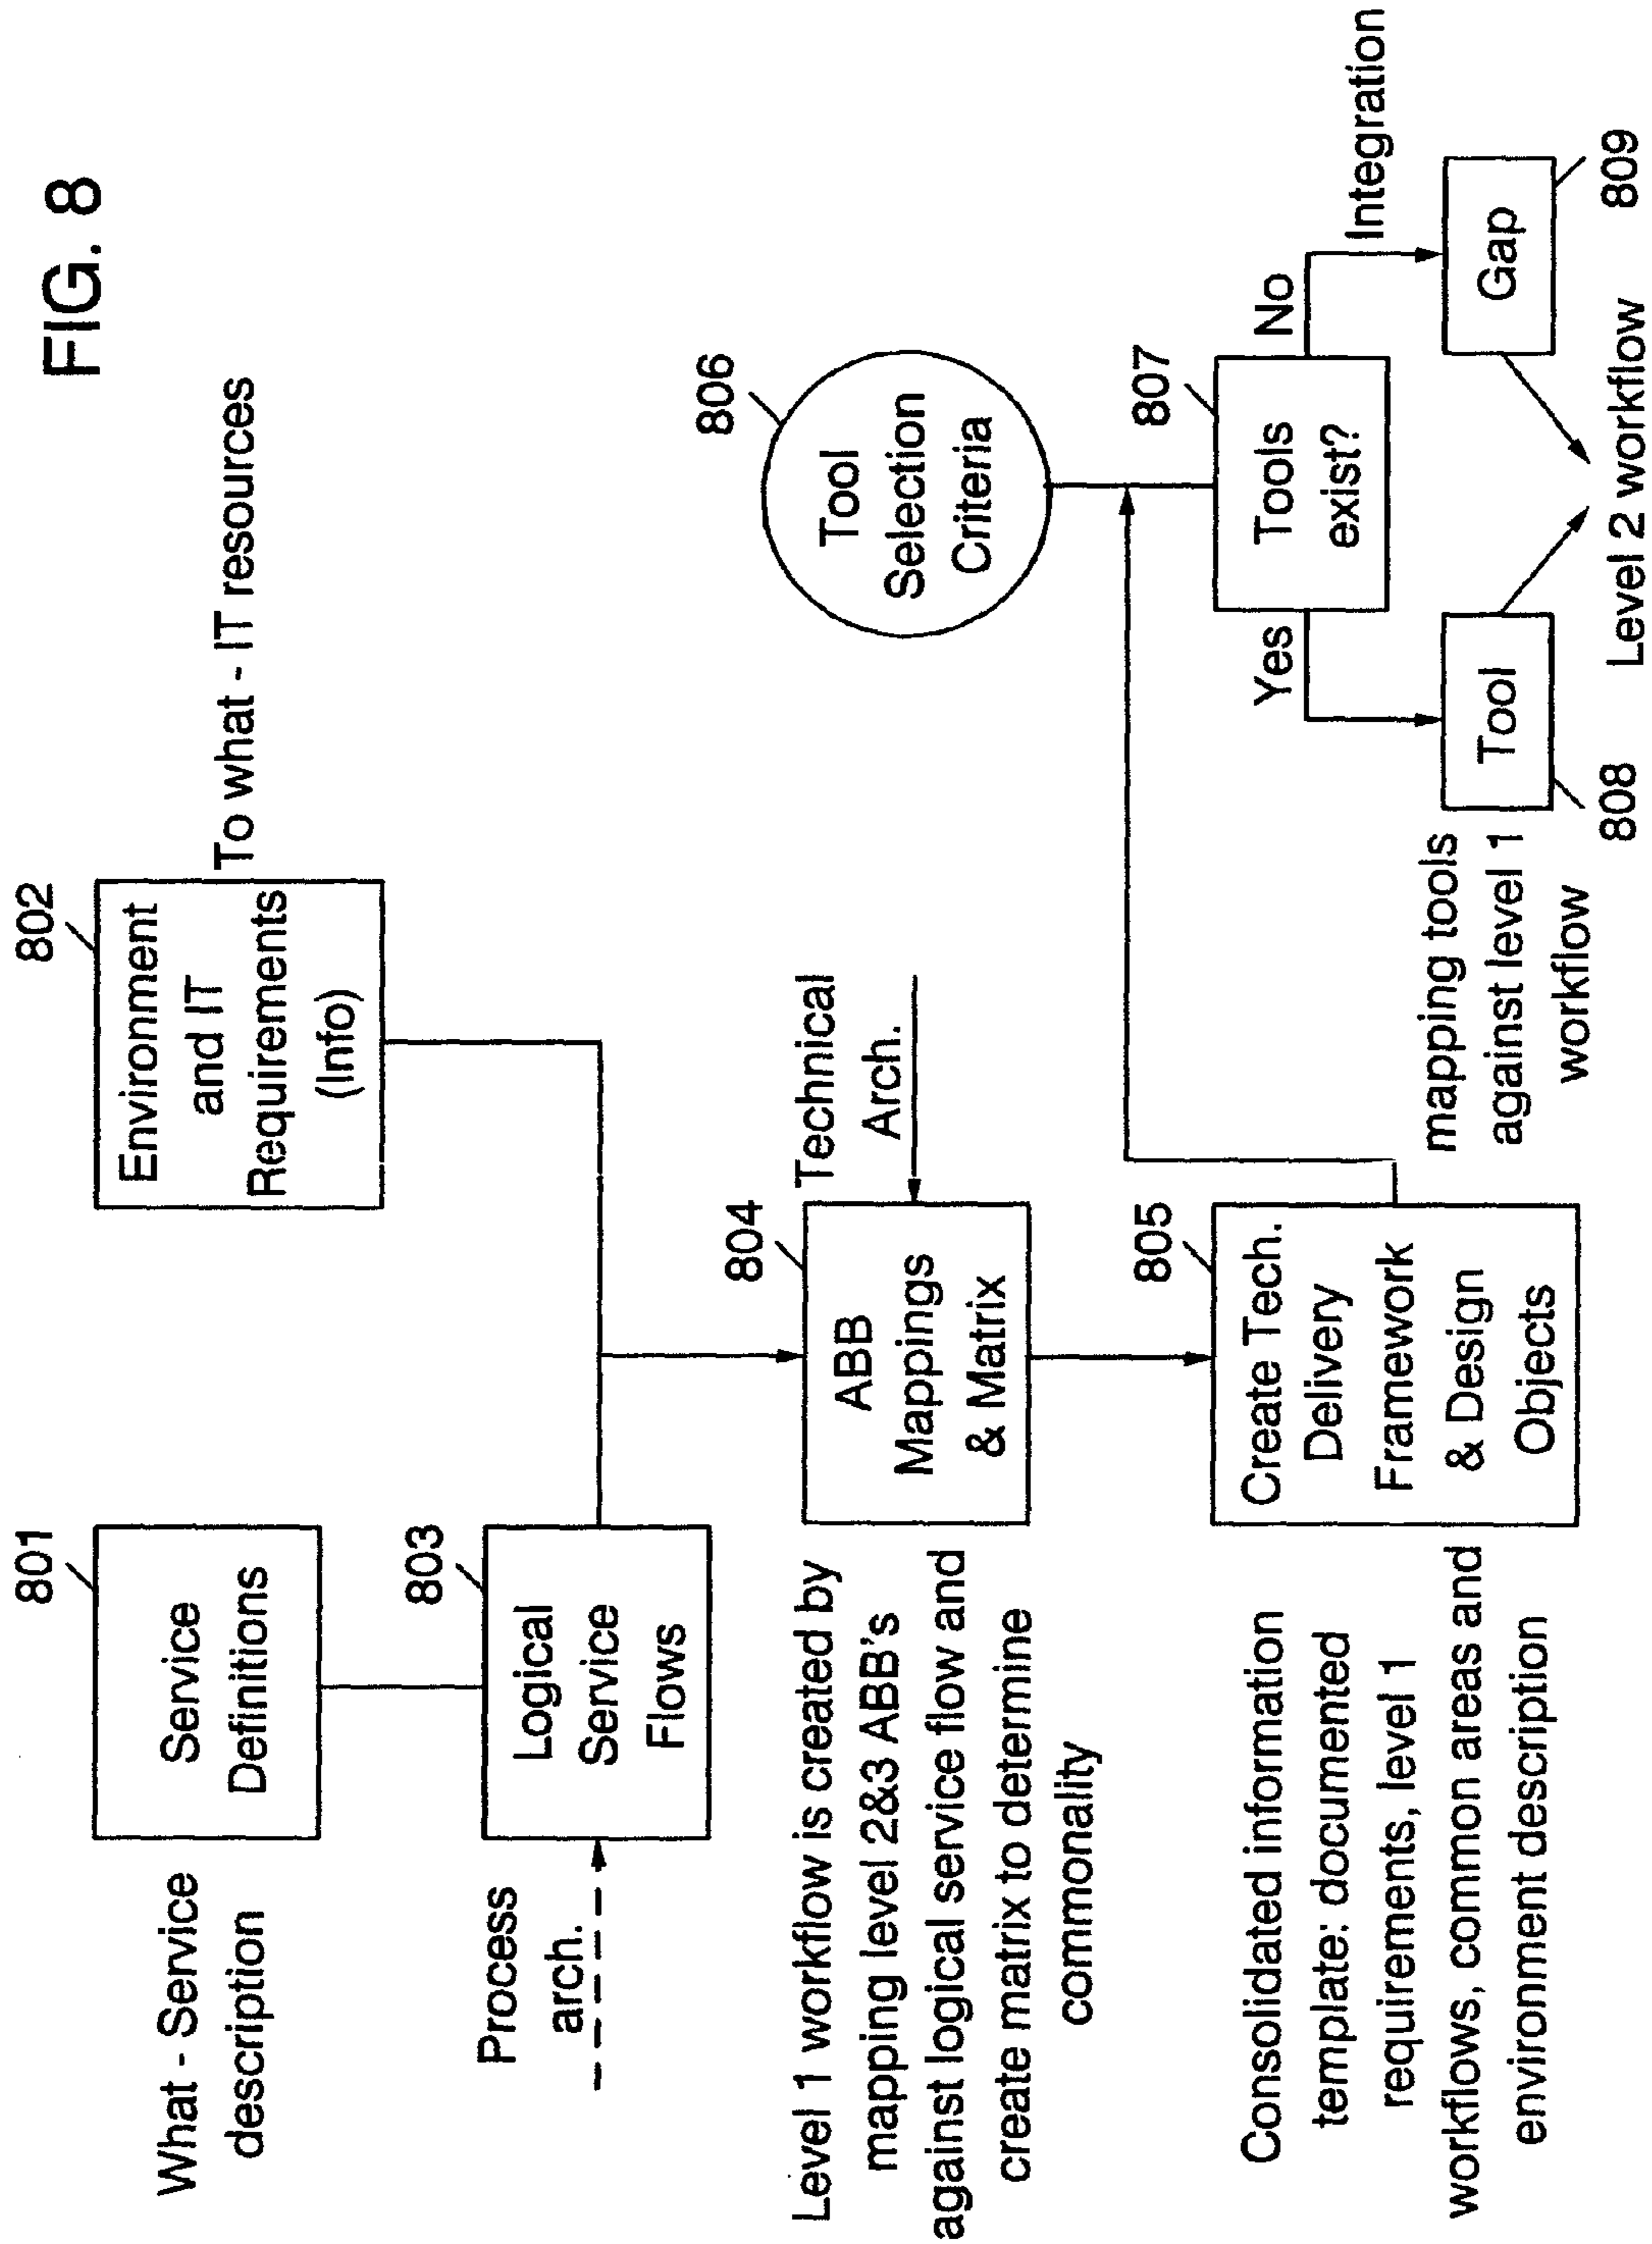 FIG. 8
801
Service
Definitions
What - Service
description
802
Environment
and IT
Requirements
(Info)
To what - IT resources
803
Logical
Service
Flows
Process
arch.
804
ABB
Mappings
& Matrix
Technical
Arch.
Level 1 workflow is created by
mapping level 2&3 ABB's
against logical service flow and
create matrix to determine
commonality
805
Create Tech.
Delivery
Framework
& Design
Objects
Consolidated information
template: documented
requirements, level 1
workflows, common areas and
environment description
806
Tool
Selection
Criteria
807
Tools
exist?
Yes
No
Integration
Tool
808
Gap
809
mapping tools
against level 1
workflow
Level 2 workflow